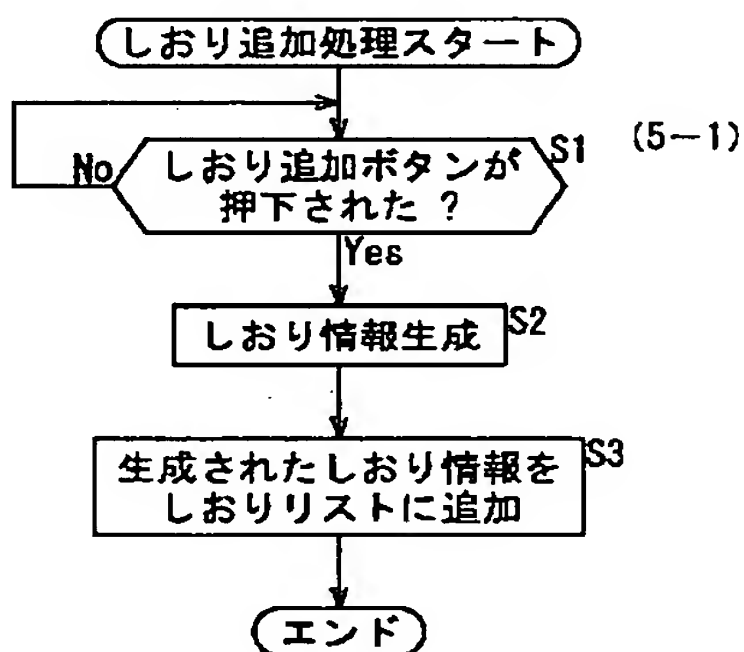 しおり追加処理スタート
S1 (5-1)
No
しおり追加ボタンが
押下された ?
Yes
しおり情報生成
S2
生成されたしおり情報を
しおりリストに追加
S3
エンド